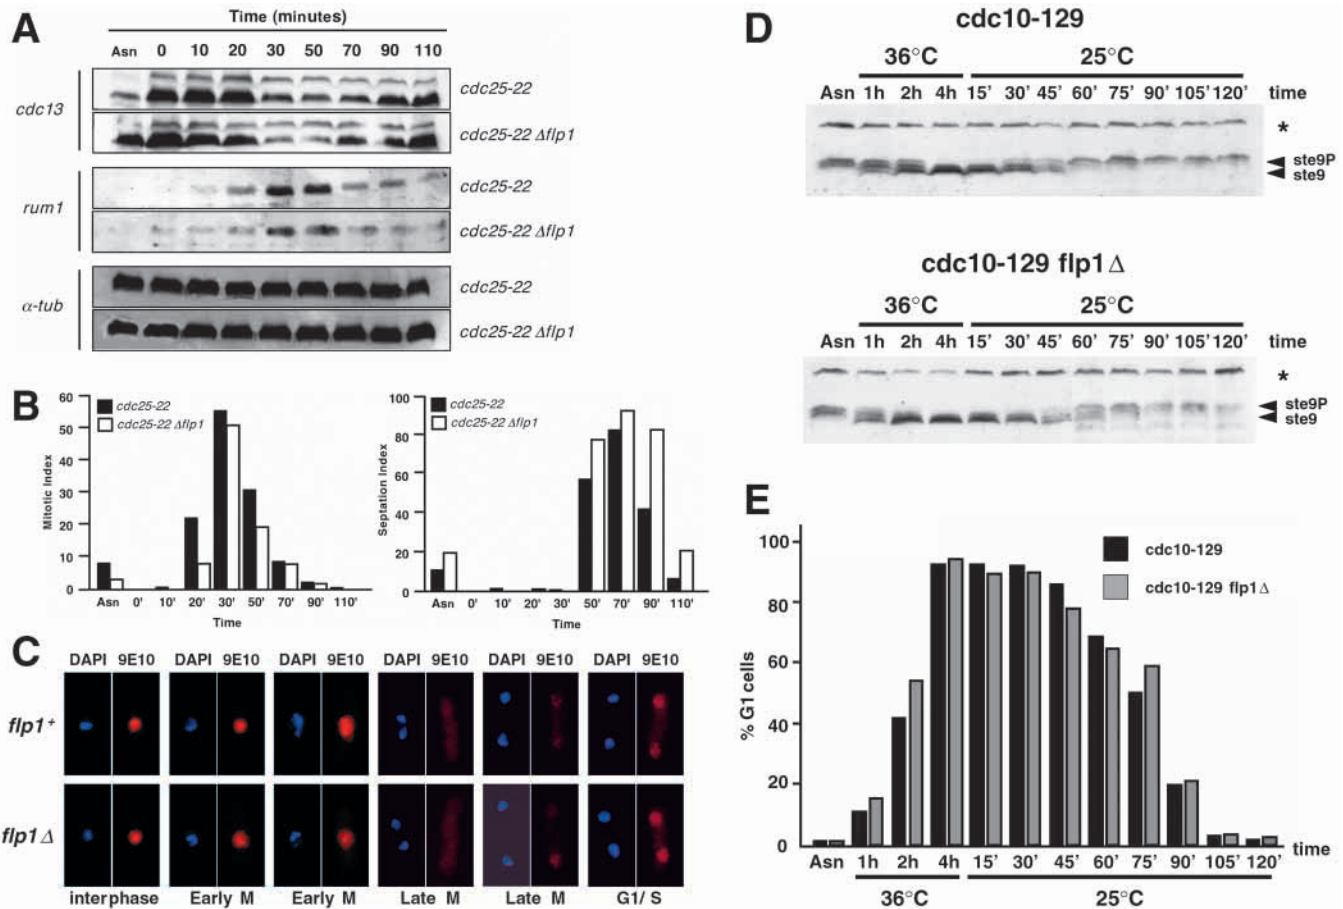 A
Time (minutes)
Asn 0 10 20 30 50 70 90 110
cdc13
cdc25-22
cdc25-22 Δflp1
rum1
cdc25-22
cdc25-22 Δflp1
α-tub
cdc25-22
cdc25-22 Δflp1
B
Mitotic Index
60
50
40
30
20
10
0
cdc25-22
cdc25-22 Δflp1
Asn 0' 10' 20' 30' 50' 70' 90' 110'
Time
Septation Index
100
80
60
40
20
0
cdc25-22
cdc25-22 Δflp1
Asn 0' 10' 20' 30' 50' 70' 90' 110'
Time
C
DAPI 9E10 DAPI 9E10 DAPI 9E10 DAPI 9E10 DAPI 9E10 DAPI 9E10
flp1+
flp1Δ
interphase Early M Early M Late M Late M G1/ S
D
cdc10-129
36°C 25°C
Asn 1h 2h 4h 15' 30' 45' 60' 75' 90' 105' 120' time
*
ste9P
ste9
cdc10-129 flp1Δ
36°C 25°C
Asn 1h 2h 4h 15' 30' 45' 60' 75' 90' 105' 120' time
*
ste9P
ste9
E
% G1 cells
100
80
60
40
20
0
cdc10-129
cdc10-129 flp1Δ
Asn 1h 2h 4h 15' 30' 45' 60' 75' 90' 105' 120' time
36°C 25°C